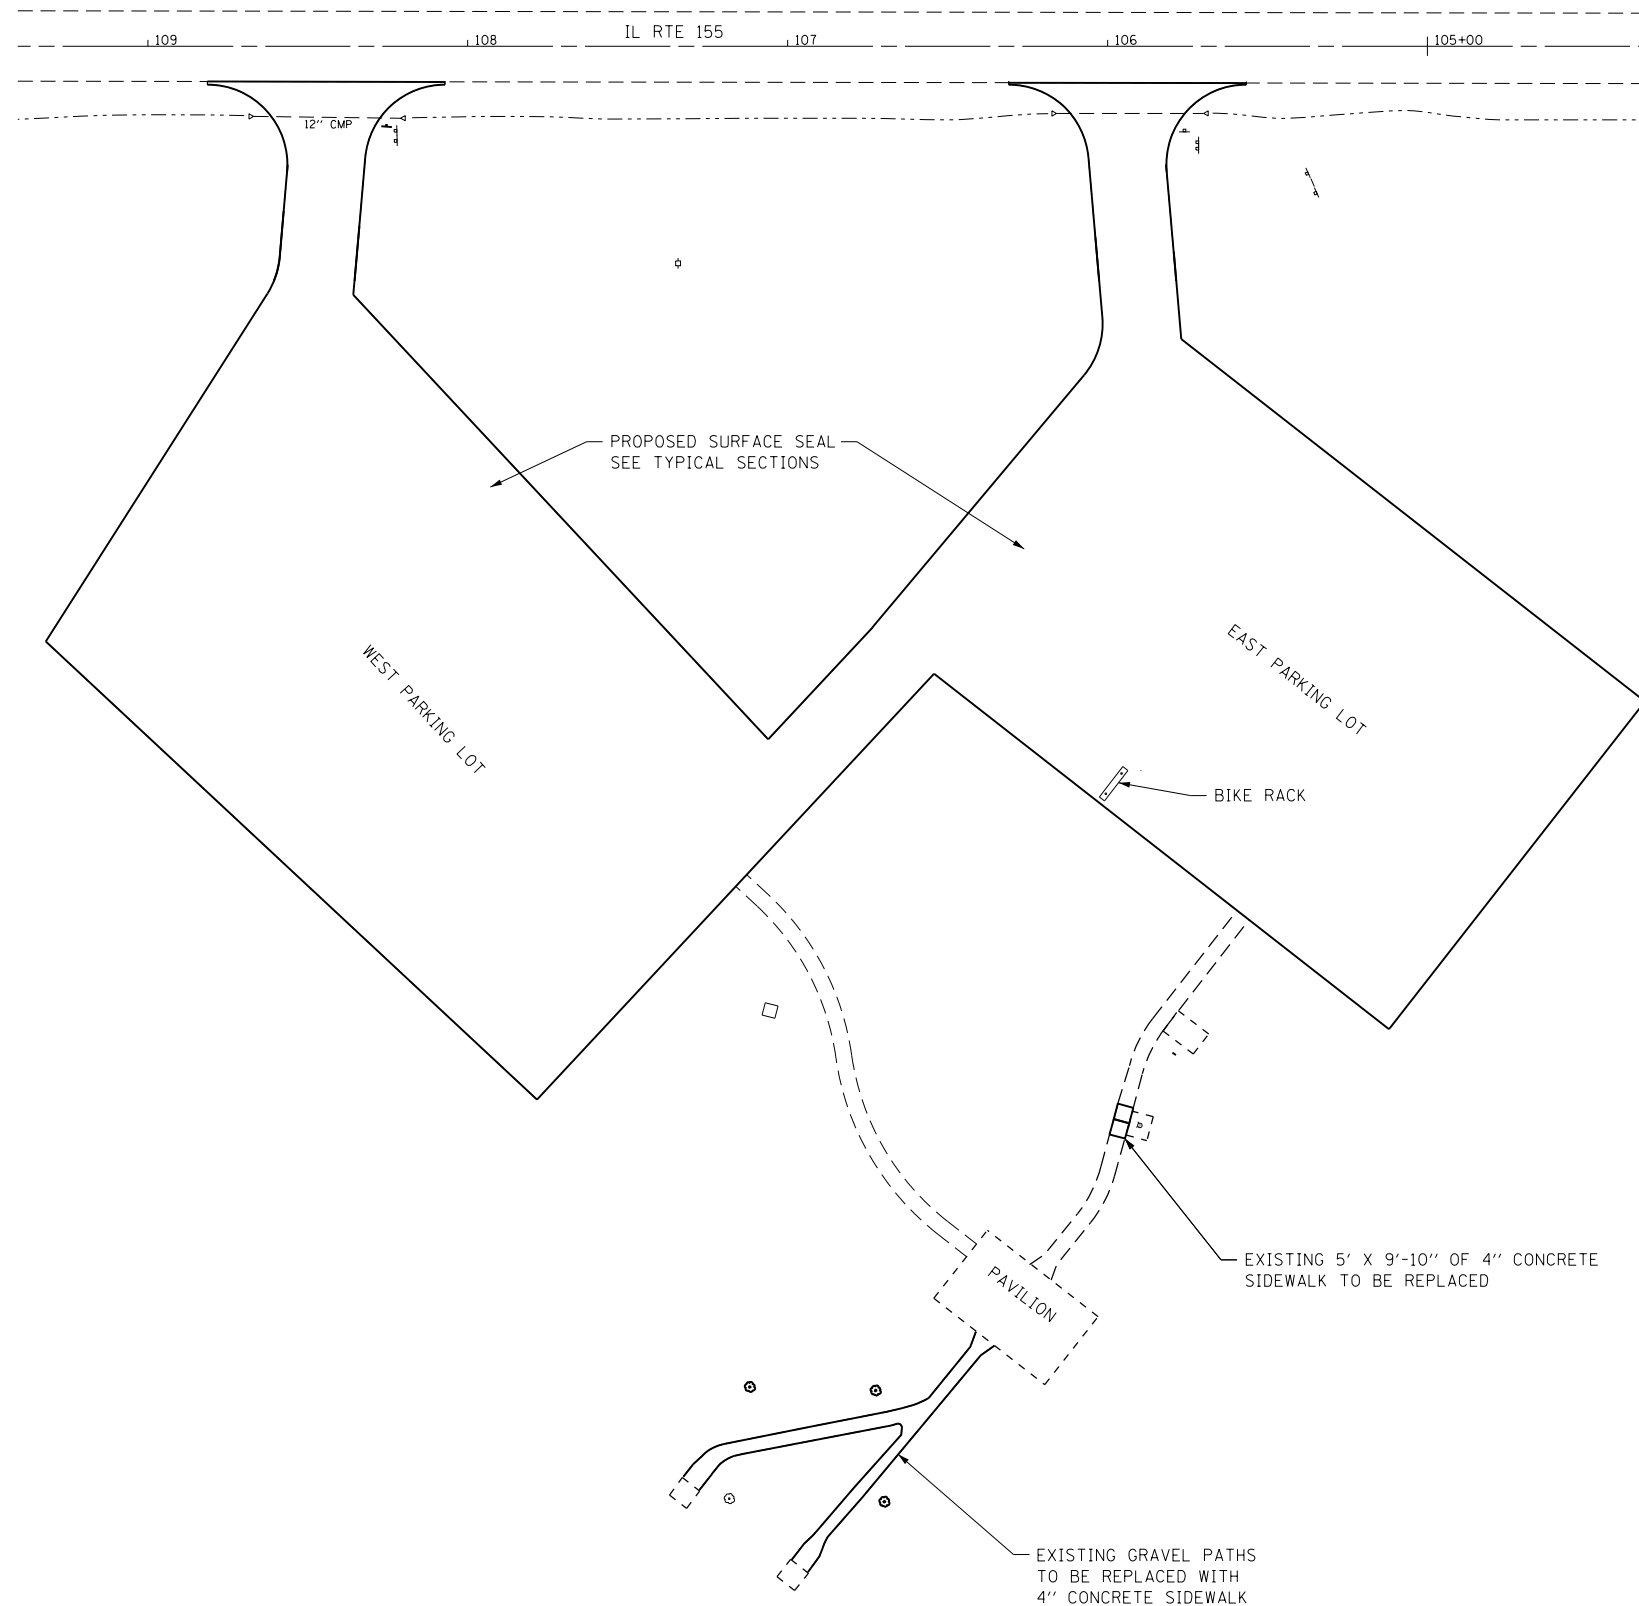 IL RTE 155
109
108
107
106
105+00
12" CMP
PROPOSED SURFACE SEAL
SEE TYPICAL SECTIONS
WEST PARKING LOT
EAST PARKING LOT
BIKE RACK
EXISTING 5' X 9'-10" OF 4" CONCRETE
SIDEWALK TO BE REPLACED
PAVILION
EXISTING GRAVEL PATHS
TO BE REPLACED WITH
4" CONCRETE SIDEWALK